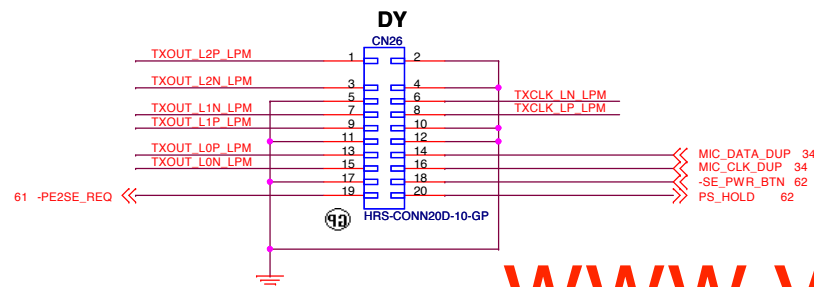 DY
CN26
TXOUT_L2P_LPM 1 2
TXOUT_L2N_LPM 3 4
5 6 TXCLK_LN_LPM
TXOUT_L1N_LPM 7 8 TXCLK_LP_LPM
TXOUT_L1P_LPM 9 10
11 12
TXOUT_L0P_LPM 13 14 MIC_DATA_DUP 34
TXOUT_L0N_LPM 15 16 MIC_CLK_DUP 34
17 18 -SE_PWR_BTN 62
61 -PE2SE_REQ 19 20 PS_HOLD 62
GP HRS-CONN20D-10-GP